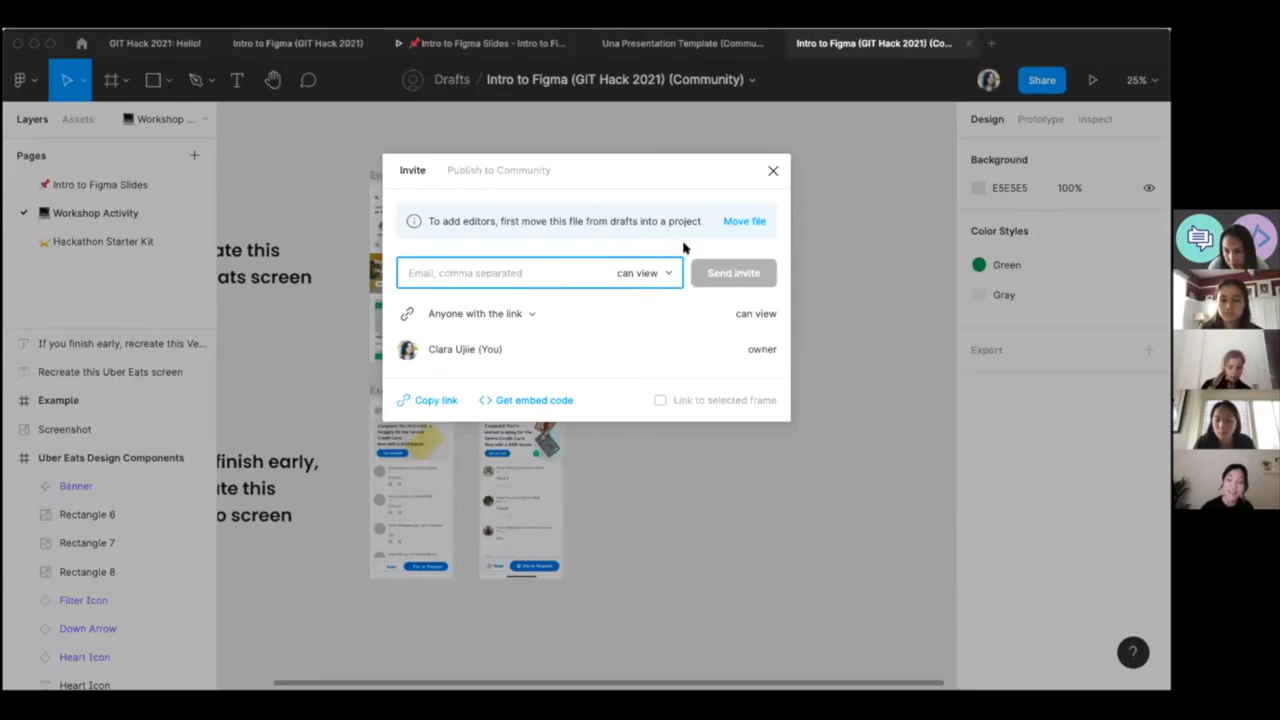 GIT Hack 2021: Hello!
Intro to Figma (GIT Hack 2021)
Intro to Figma Slides - Intro to Fi...
Una Presentation Template (Commu...
Intro to Figma (GIT Hack 2021) (Co...
Drafts / Intro to Figma (GIT Hack 2021) (Community)
Share
25%
Layers
Assets
Workshop ...
Pages
Intro to Figma Slides
Workshop Activity
Hackathon Starter Kit
If you finish early, recreate this Ve...
Recreate this Uber Eats screen
Example
Screenshot
Uber Eats Design Components
Banner
Rectangle 6
Rectangle 7
Rectangle 8
Filter Icon
Down Arrow
Heart Icon
Heart Icon
ate this
ats screen
finish early,
ate this
o screen
Invite
Publish to Community
To add editors, first move this file from drafts into a project
Move file
Email, comma separated
can view
Send invite
Anyone with the link
can view
Clara Ujiie (You)
owner
Copy link
Get embed code
Link to selected frame
Design
Prototype
Inspect
Background
E5E5E5
100%
Color Styles
Green
Gray
Export
?